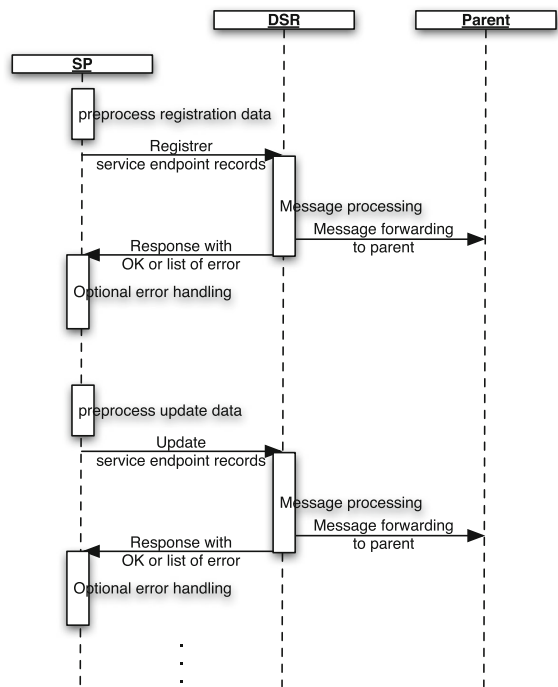 DSR
Parent
SP
preprocess registration data
Registrer
service endpoint records
Message processing
Message forwarding
to parent
Response with
OK or list of error
Optional error handling
preprocess update data
Update
service endpoint records
Message processing
Message forwarding
to parent
Response with
OK or list of error
Optional error handling